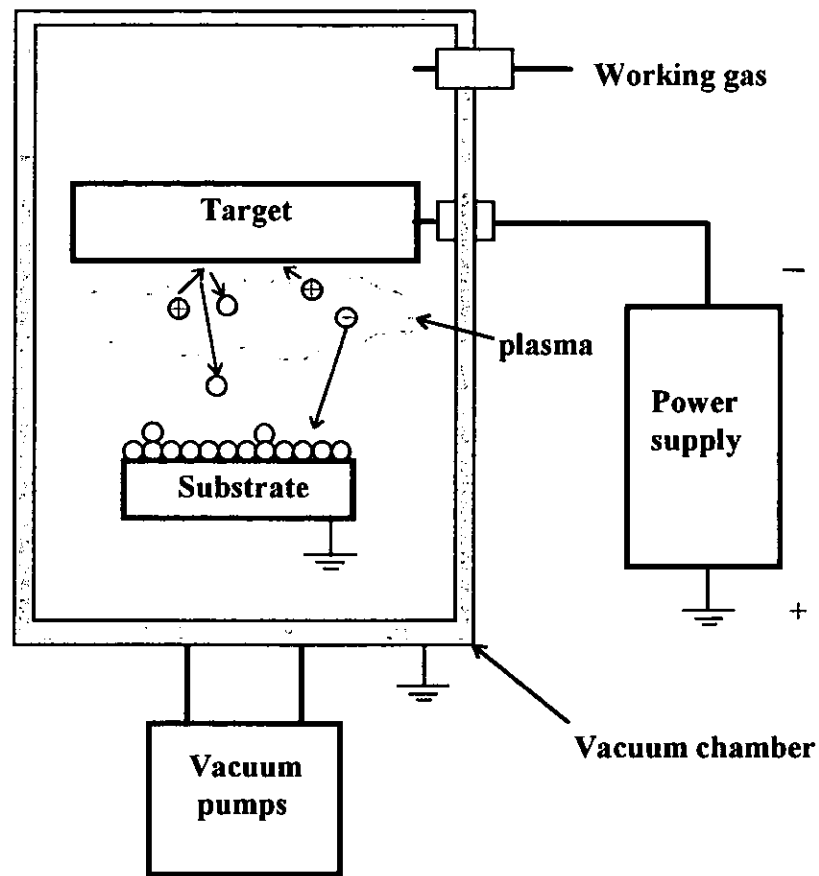 Working gas
Target
+
+
−
−
plasma
Power
supply
Substrate
+
Vacuum chamber
Vacuum
pumps